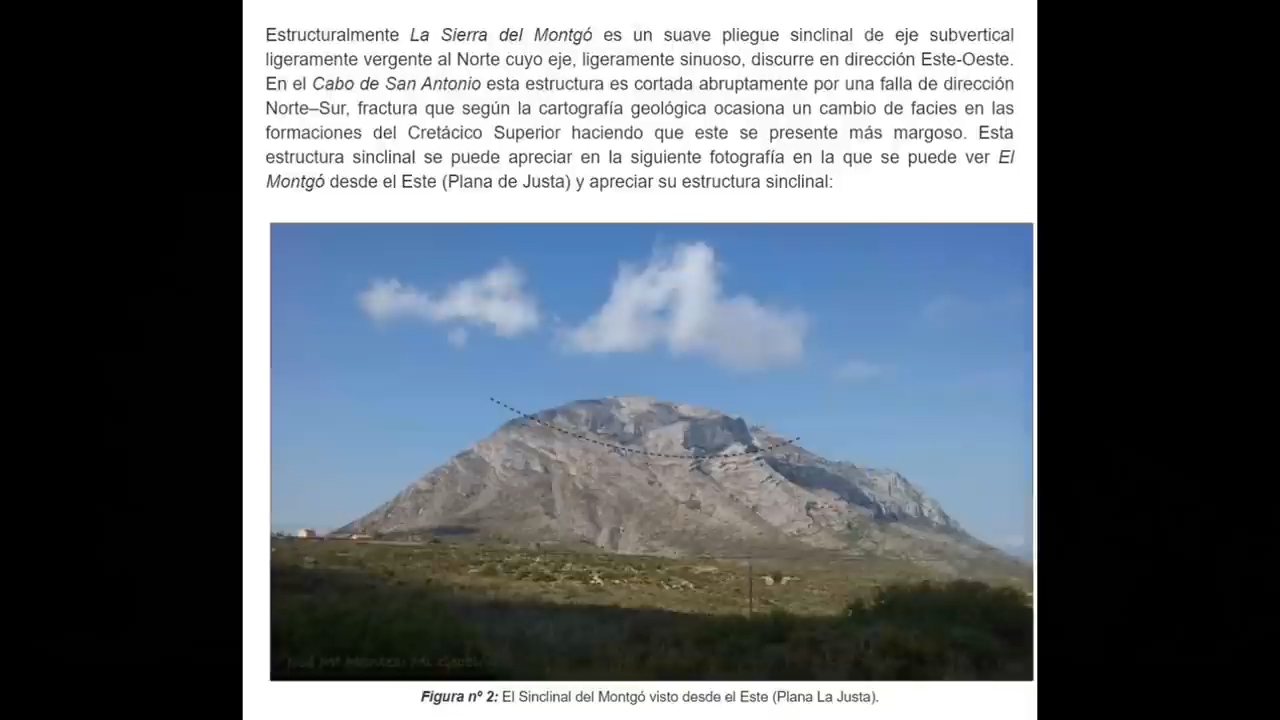 Estructuralmente La Sierra del Montgó es un suave pliegue sinclinal de eje subvertical
ligeramente vergente al Norte cuyo eje, ligeramente sinuoso, discurre en dirección Este-Oeste.
En el Cabo de San Antonio esta estructura es cortada abruptamente por una falla de dirección
Norte–Sur, fractura que según la cartografía geológica ocasiona un cambio de facies en las
formaciones del Cretácico Superior haciendo que este se presente más margoso. Esta
estructura sinclinal se puede apreciar en la siguiente fotografía en la que se puede ver El
Montgó desde el Este (Plana de Justa) y apreciar su estructura sinclinal:
Figura nº 2: El Sinclinal del Montgó visto desde el Este (Plana La Justa).